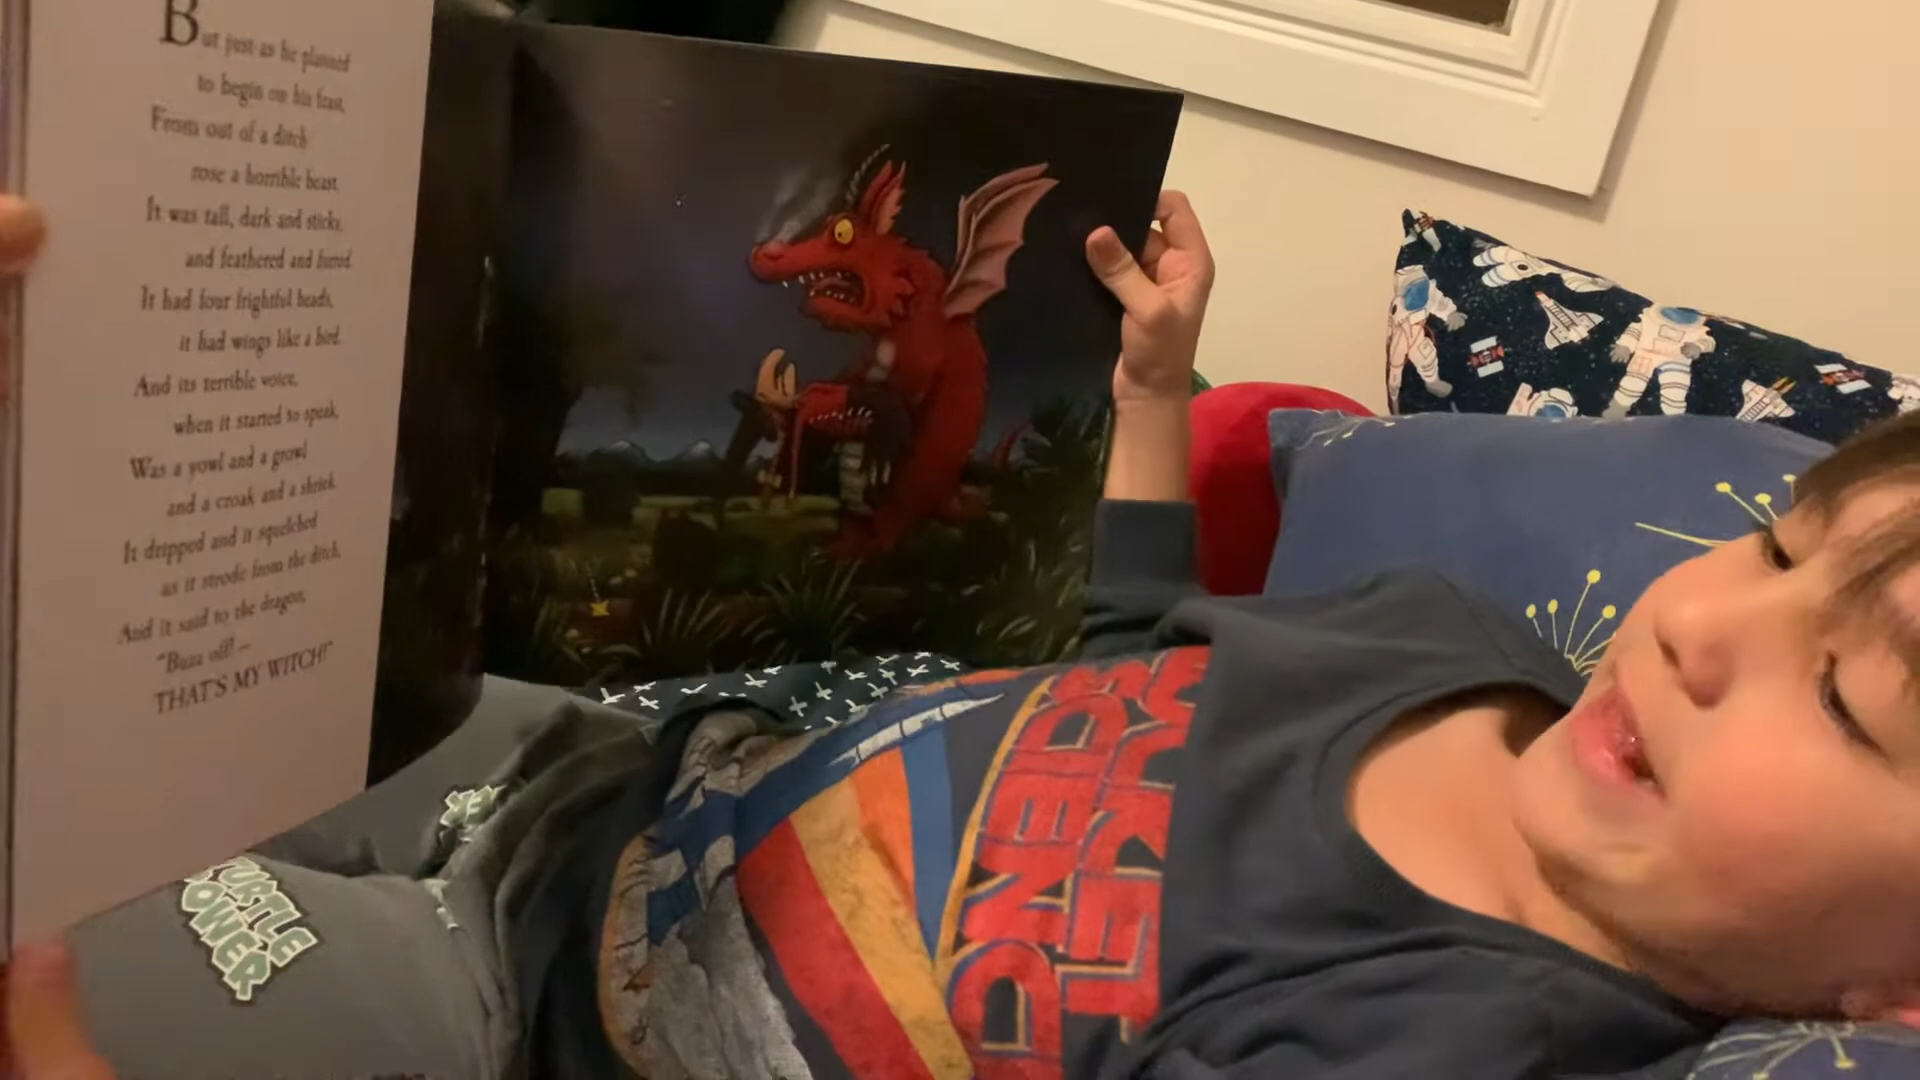 But just as he planned
to begin on his feast,
From out of a ditch
rose a horrible beast.
It was tall, dark and sticky,
and feathered and furred.
It had four frightful heads,
it had wings like a bird.
And its terrible voice,
when it started to speak,
Was a yowl and a growl
and a croak and a shriek.
It dripped and it squelched
as it strode from the ditch,
And it said to the dragon,
"Buzz off! –
THAT'S MY WITCH!"
TURTLE
POWER